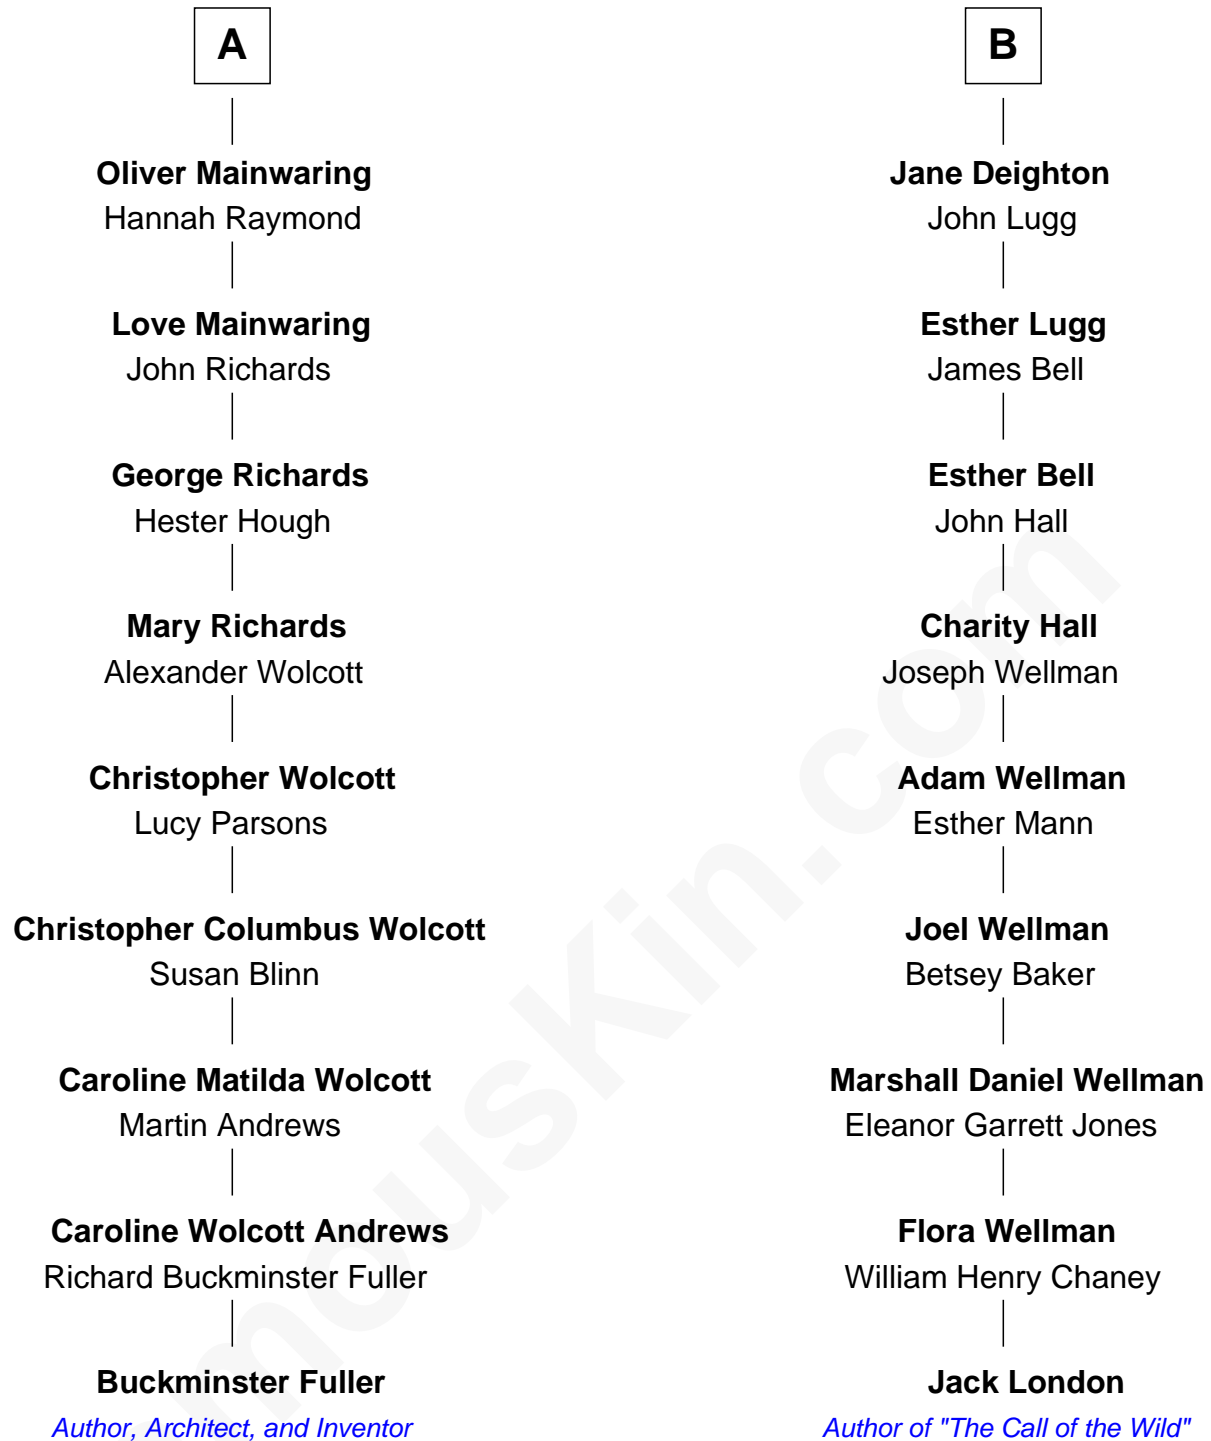 A
Oliver Mainwaring
Hannah Raymond
Love Mainwaring
John Richards
George Richards
Hester Hough
Mary Richards
Alexander Wolcott
Christopher Wolcott
Lucy Parsons
Christopher Columbus Wolcott
Susan Blinn
Caroline Matilda Wolcott
Martin Andrews
Caroline Wolcott Andrews
Richard Buckminster Fuller
Buckminster Fuller
Author, Architect, and Inventor
B
Jane Deighton
John Lugg
Esther Lugg
James Bell
Esther Bell
John Hall
Charity Hall
Joseph Wellman
Adam Wellman
Esther Mann
Joel Wellman
Betsey Baker
Marshall Daniel Wellman
Eleanor Garrett Jones
Flora Wellman
William Henry Chaney
Jack London
Author of "The Call of the Wild"
mousKin.com